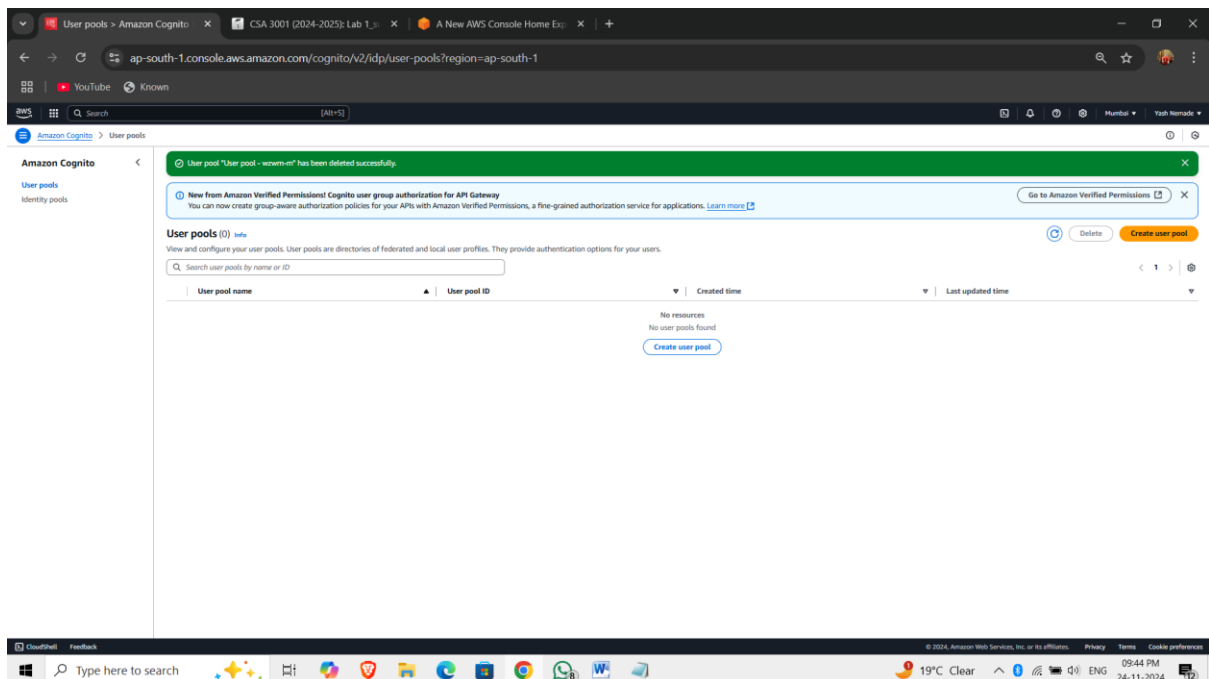 User pools > Amazon Cognito
CSA 3001 (2024-2025): Lab 1_su
A New AWS Console Home Exp
ap-south-1.console.aws.amazon.com/cognito/v2/idp/user-pools?region=ap-south-1
YouTube Known
aws Search [Alt+S] Mumbai Yash Nemade
Amazon Cognito > User pools
Amazon Cognito
User pools
Identity pools
User pool "User pool - wzwm-m" has been deleted successfully.
New from Amazon Verified Permissions! Cognito user group authorization for API Gateway
You can now create group-aware authorization policies for your APIs with Amazon Verified Permissions, a fine-grained authorization service for applications. Learn more
Go to Amazon Verified Permissions
User pools (0) Info
Delete Create user pool
View and configure your user pools. User pools are directories of federated and local user profiles. They provide authentication options for your users.
Search user pools by name or ID
1
User pool name User pool ID Created time Last updated time
No resources
No user pools found
Create user pool
CloudShell Feedback © 2024, Amazon Web Services, Inc. or its affiliates. Privacy Terms Cookie preferences
Type here to search 8 W 19°C Clear ENG 09:44 PM
24-11-2024 12